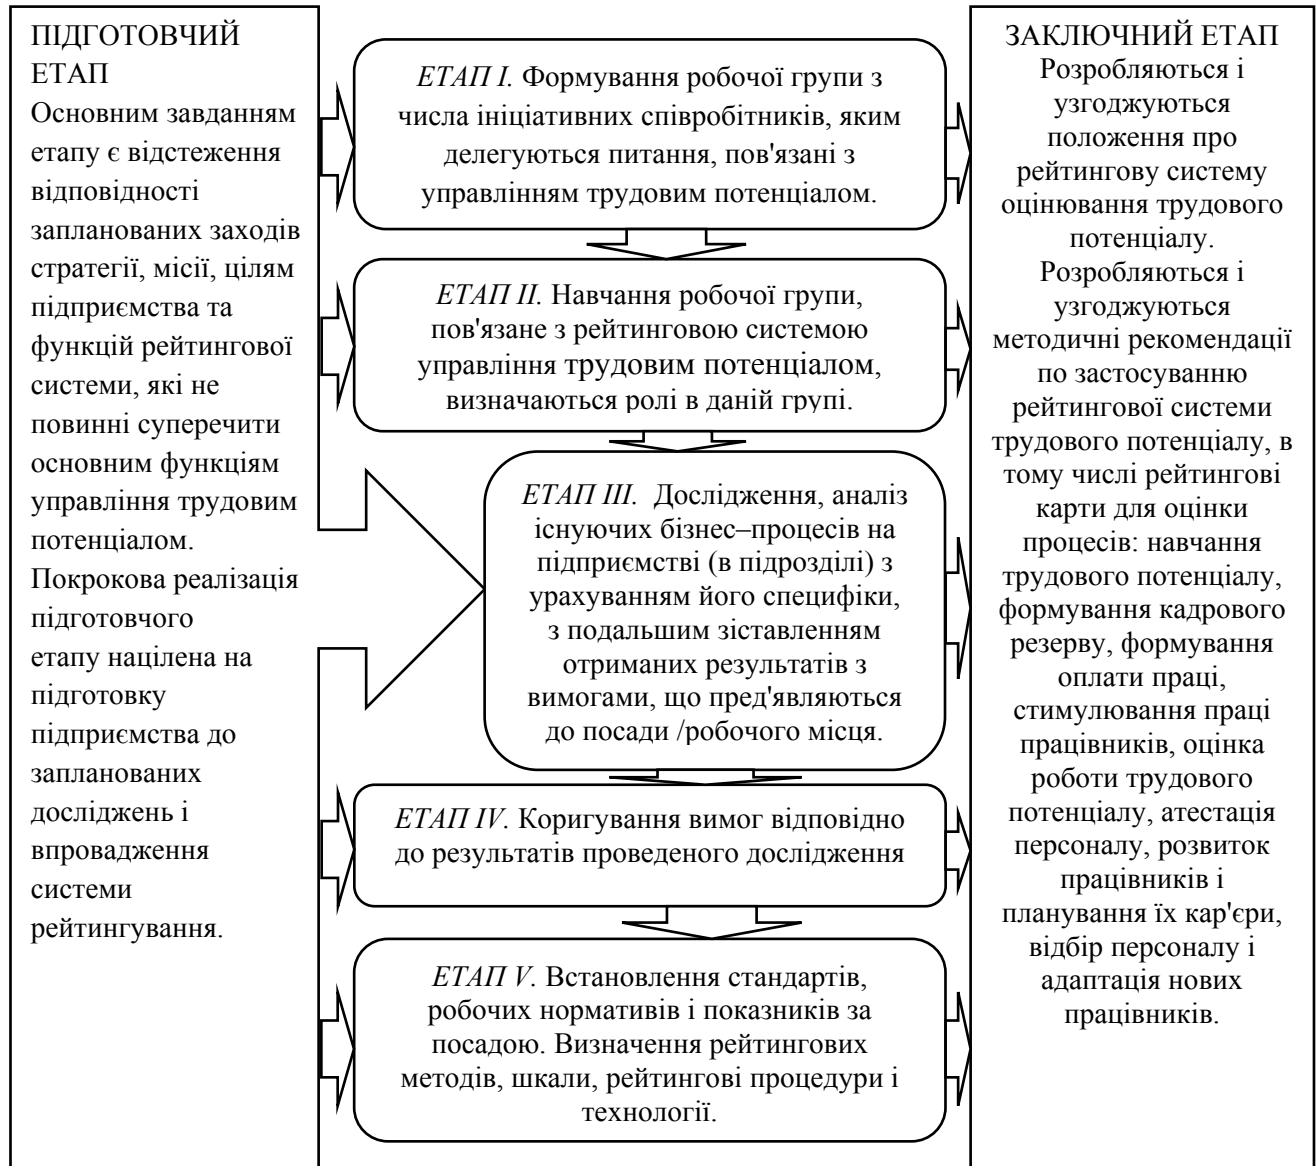 ПІДГОТОВЧИЙ
ЕТАП
Основним завданням
етапу є відстеження
відповідності
запланованих заходів
стратегії, місії, цілям
підприємства та
функцій рейтингової
системи, які не
повинні суперечити
основним функціям
управління трудовим
потенціалом.
Покрокова реалізація
підготовчого
етапу націлена на
підготовку
підприємства до
запланованих
досліджень і
впровадження
системи
рейтингування.
ЕТАП І. Формування робочої групи з
числа ініціативних співробітників, яким
делегуються питання, пов'язані з
управлінням трудовим потенціалом.
ЕТАП ІІ. Навчання робочої групи,
пов'язане з рейтинговою системою
управління трудовим потенціалом,
визначаються ролі в даній групі.
ЕТАП ІІІ. Дослідження, аналіз
існуючих бізнес–процесів на
підприємстві (в підрозділі) з
урахуванням його специфіки,
з подальшим зіставленням
отриманих результатів з
вимогами, що пред'являються
до посади /робочого місця.
ЕТАП IV. Коригування вимог відповідно
до результатів проведеного дослідження
ЕТАП V. Встановлення стандартів,
робочих нормативів і показників за
посадою. Визначення рейтингових
методів, шкали, рейтингові процедури і
технології.
ЗАКЛЮЧНИЙ ЕТАП
Розробляються і
узгоджуються
положення про
рейтингову систему
оцінювання трудового
потенціалу.
Розробляються і
узгоджуються
методичні рекомендації
по застосуванню
рейтингової системи
трудового потенціалу, в
тому числі рейтингові
карти для оцінки
процесів: навчання
трудового потенціалу,
формування кадрового
резерву, формування
оплати праці,
стимулювання праці
працівників, оцінка
роботи трудового
потенціалу, атестація
персоналу, розвиток
працівників і
планування їх кар'єри,
відбір персоналу і
адаптація нових
працівників.